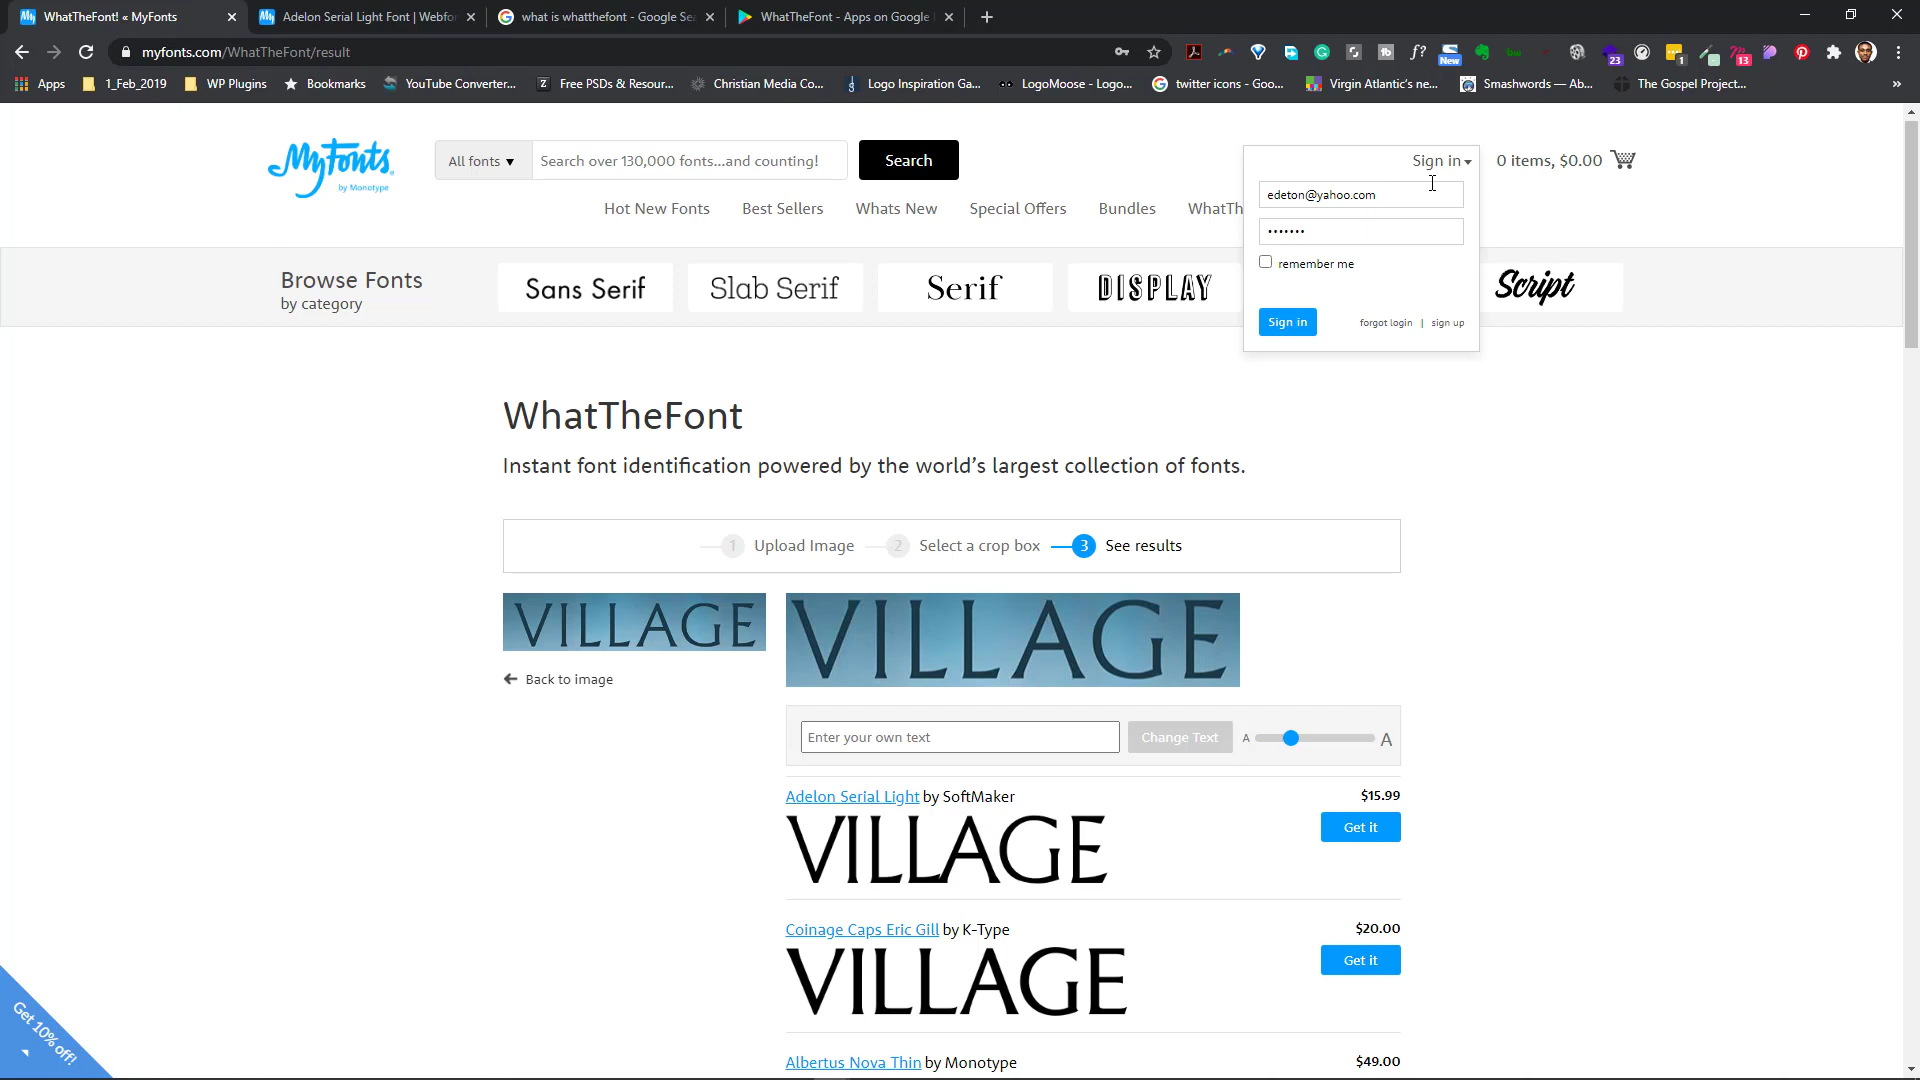 WhatTheFont! « MyFonts
Adelon Serial Light Font | Webfon
what is whatthefont - Google Sea
WhatTheFont - Apps on Google
myfonts.com/WhatTheFont/result
New
23
1
13
Apps
1_Feb_2019
WP Plugins
Bookmarks
YouTube Converter...
Free PSDs & Resour...
Christian Media Co...
Logo Inspiration Ga...
LogoMoose - Logo...
twitter icons - Goo...
Virgin Atlantic's ne...
Smashwords — Ab...
The Gospel Project...
MyFonts
by Monotype
All fonts ▾
Search over 130,000 fonts...and counting!
Search
Sign in
0 items, $0.00
edeton@yahoo.com
•••••••
remember me
Sign in
forgot login | sign up
Hot New Fonts
Best Sellers
Whats New
Special Offers
Bundles
WhatTh
Browse Fonts
by category
Sans Serif
Slab Serif
Serif
DISPLAY
Script
WhatTheFont
Instant font identification powered by the world's largest collection of fonts.
1 Upload Image
2 Select a crop box
3 See results
VILLAGE
VILLAGE
Back to image
Enter your own text
Change Text
A
A
Adelon Serial Light by SoftMaker
$15.99
VILLAGE
Get it
Coinage Caps Eric Gill by K-Type
$20.00
VILLAGE
Get it
Albertus Nova Thin by Monotype
$49.00
Get 10% off!